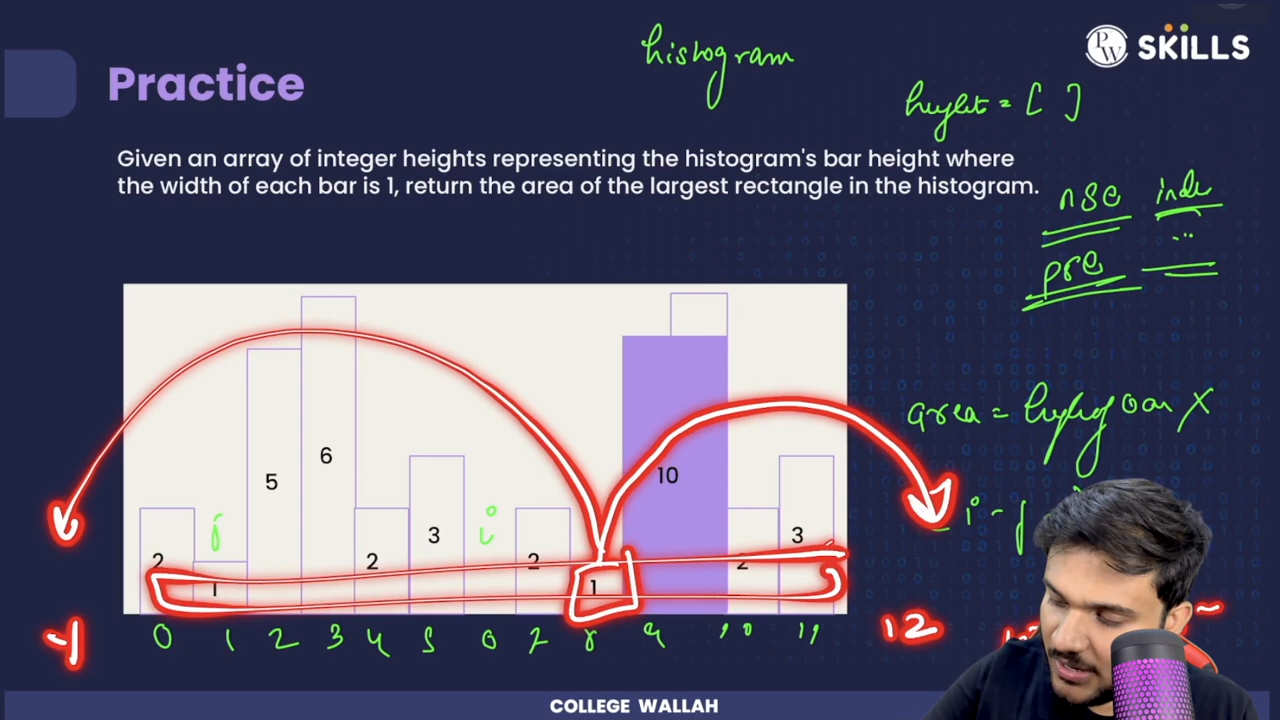 histogram
PW SKILLS
Practice
height = [ ]
Given an array of integer heights representing the histogram's bar height where
the width of each bar is 1, return the area of the largest rectangle in the histogram.
nse
pre
area =
6
5
10
3
3
2
2
2
2
1
1
j
i
i - j
-1
0 1 2 3 4 5 6 7 8 9 10 11
12
COLLEGE WALLAH